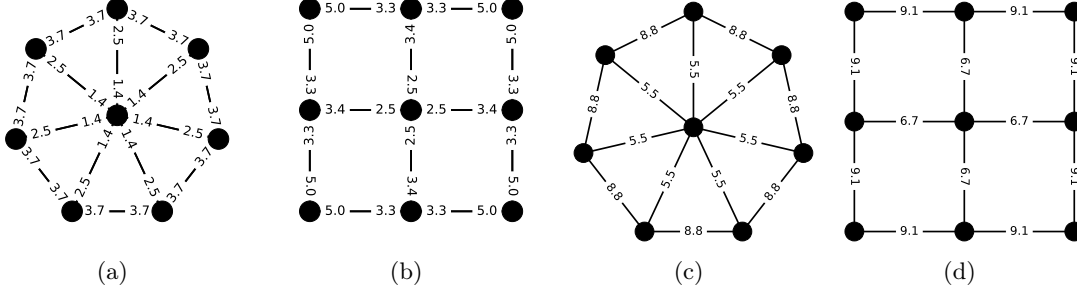 3.7 3.7
3.7 2.5 3.7
3.7 2.5 2.5 3.7
1.4 1.4 1.4
3.7 3.7
2.5 1.4 1.4 2.5
1.4 1.4
3.7 3.7
2.5 2.5
3.7 3.7
3.7 3.7
(a)
5.0 3.3 3.3 5.0
5.0 3.4 5.0
3.3 2.5 3.3
3.4 2.5 2.5 3.4
3.3 2.5 3.3
5.0 3.4 5.0
5.0 3.3 3.3 5.0
(b)
8.8 8.8
5.5
5.5 5.5
8.8 8.8
5.5 5.5
5.5 5.5
8.8 8.8
8.8
(c)
9.1 9.1
9.1 6.7 9.1
6.7 6.7
9.1 6.7 9.1
9.1 9.1
(d)